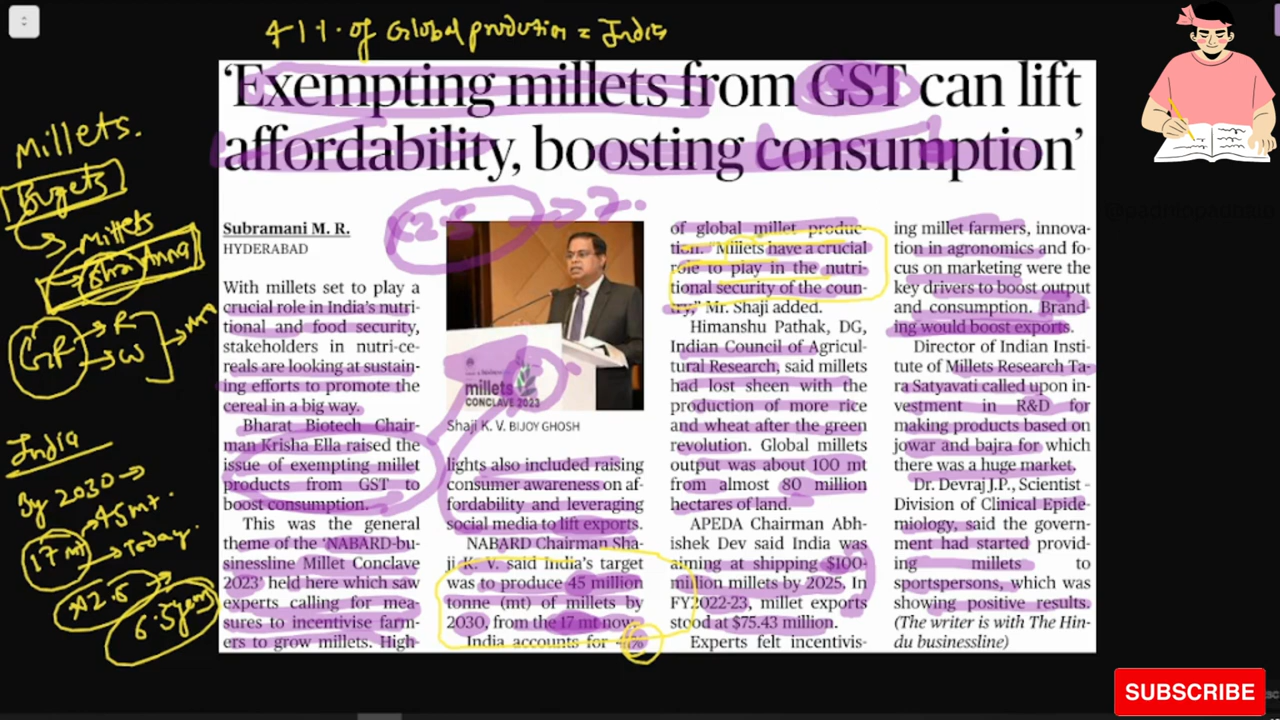 41% of Global production = India
'Exempting millets from GST can lift
affordability, boosting consumption'
Millets.
Budgets
Millets
Shree Anna
GR → R
→ W
India
By 2030 →
45mt.
17 mt → Today
x2.5
6.5 years
Subramani M. R.
HYDERABAD
With millets set to play a
crucial role in India's nutri-
tional and food security,
stakeholders in nutri-ce-
reals are looking at sustain-
ing efforts to promote the
cereal in a big way.
Bharat Biotech Chair-
man Krisha Ella raised the
issue of exempting millet
products from GST to
boost consumption.
This was the general
theme of the 'NABARD-bu-
sinessline Millet Conclave
2023' held here which saw
experts calling for mea-
sures to incentivise farm-
ers to grow millets. High-
x2.5
millets
CONCLAVE 2023
Shaji K. V. BIJOY GHOSH
lights also included raising
consumer awareness on af-
fordability and leveraging
social media to lift exports.
NABARD Chairman Sha-
ji K. V. said India's target
was to produce 45 million
tonne (mt) of millets by
2030, from the 17 mt now.
India accounts for 41%
of global millet produc-
tion. "Millets have a crucial
role to play in the nutri-
tional security of the coun-
try," Mr. Shaji added.
Himanshu Pathak, DG,
Indian Council of Agricul-
tural Research, said millets
had lost sheen with the
production of more rice
and wheat after the green
revolution. Global millets
output was about 100 mt
from almost 80 million
hectares of land.
APEDA Chairman Abh-
ishek Dev said India was
aiming at shipping $100-
million millets by 2025, In
FY2022-23, millet exports
stood at $75.43 million.
Experts felt incentivis-
ing millet farmers, innova-
tion in agronomics and fo-
cus on marketing were the
key drivers to boost output
and consumption. Brand-
ing would boost exports.
Director of Indian Insti-
tute of Millets Research Ta-
ra Satyavati called upon in-
vestment in R&D for
making products based on
jowar and bajra for which
there was a huge market.
Dr. Devraj J.P., Scientist -
Division of Clinical Epide-
miology, said the govern-
ment had started provid-
ing millets to
sportspersons, which was
showing positive results.
(The writer is with The Hin-
du businessline)
SUBSCRIBE